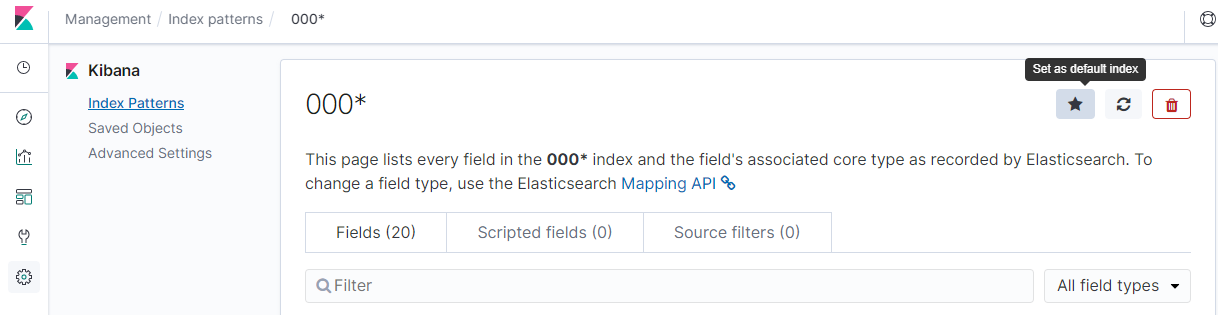 Management / Index patterns / 000*
Kibana
Index Patterns
Saved Objects
Advanced Settings
Set as default index
000*
This page lists every field in the 000* index and the field's associated core type as recorded by Elasticsearch. To
change a field type, use the Elasticsearch Mapping API
Fields (20)
Scripted fields (0)
Source filters (0)
Filter
All field types